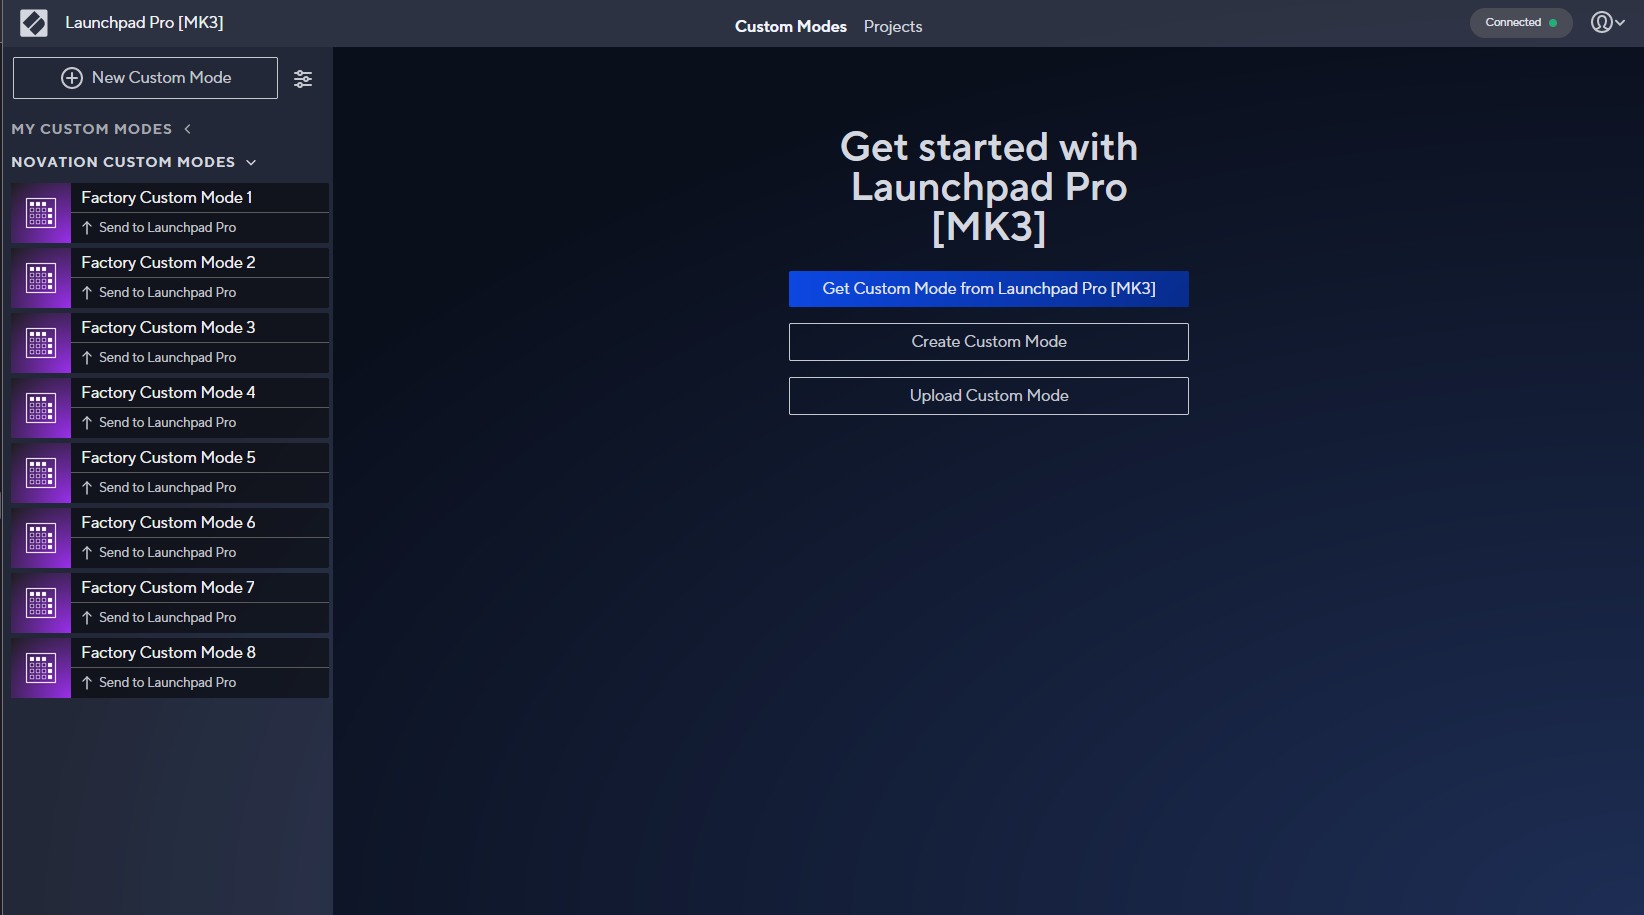 Launchpad Pro [MK3]
Custom Modes
Projects
Connected
New Custom Mode
MY CUSTOM MODES
NOVATION CUSTOM MODES
Factory Custom Mode 1
Send to Launchpad Pro
Factory Custom Mode 2
Send to Launchpad Pro
Factory Custom Mode 3
Send to Launchpad Pro
Factory Custom Mode 4
Send to Launchpad Pro
Factory Custom Mode 5
Send to Launchpad Pro
Factory Custom Mode 6
Send to Launchpad Pro
Factory Custom Mode 7
Send to Launchpad Pro
Factory Custom Mode 8
Send to Launchpad Pro
Get started with
Launchpad Pro
[MK3]
Get Custom Mode from Launchpad Pro [MK3]
Create Custom Mode
Upload Custom Mode